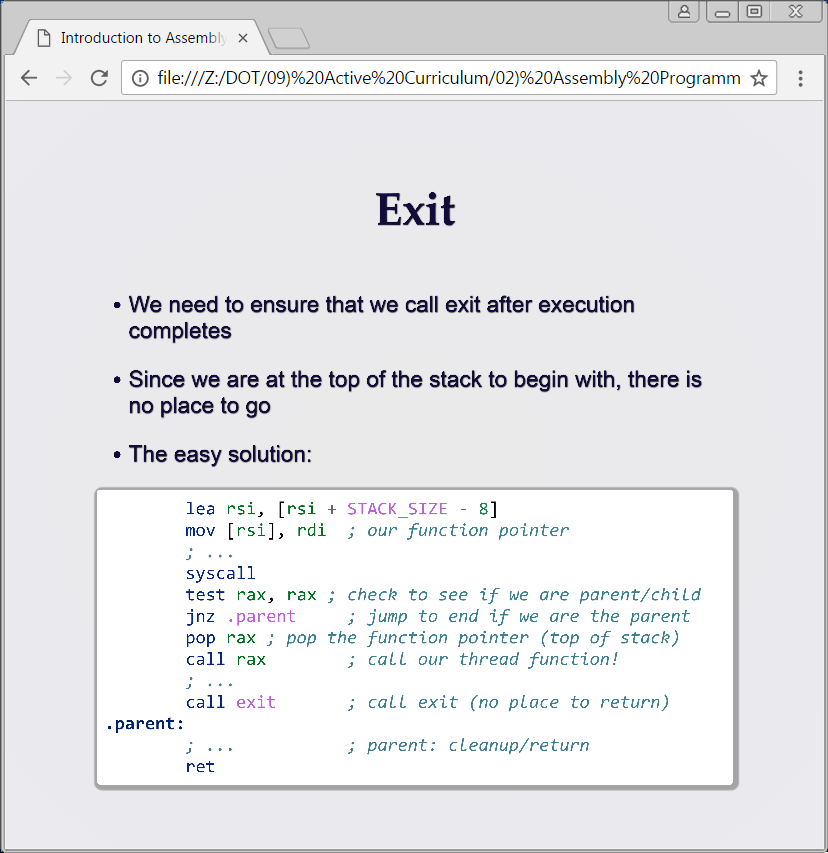 Introduction to Assembly
file:///Z:/DOT/09)%20Active%20Curriculum/02)%20Assembly%20Programm
Exit
• We need to ensure that we call exit after execution
completes
• Since we are at the top of the stack to begin with, there is
no place to go
• The easy solution:
lea rsi, [rsi + STACK_SIZE - 8]
mov [rsi], rdi ; our function pointer
; ...
syscall
test rax, rax ; check to see if we are parent/child
jnz .parent ; jump to end if we are the parent
pop rax ; pop the function pointer (top of stack)
call rax ; call our thread function!
; ...
call exit ; call exit (no place to return)
.parent:
; ... ; parent: cleanup/return
ret